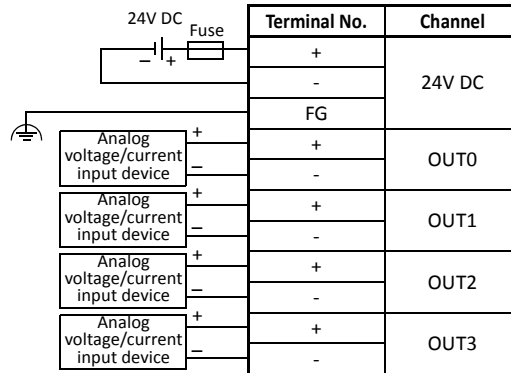 24V DC
Fuse
– +
Terminal No. Channel
+
-
FG
24V DC
Analog
voltage/current
input device
+
–
+
-
OUT0
Analog
voltage/current
input device
+
–
+
-
OUT1
Analog
voltage/current
input device
+
–
+
-
OUT2
Analog
voltage/current
input device
+
–
+
-
OUT3